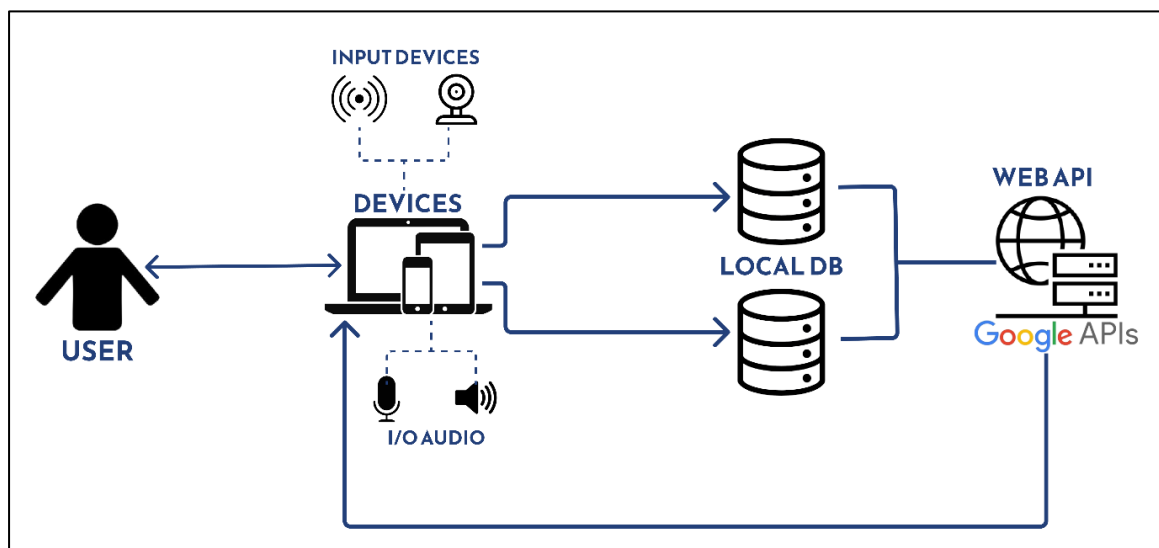 INPUT DEVICES
DEVICES
WEB API
LOCAL DB
USER
Google APIs
I/O AUDIO